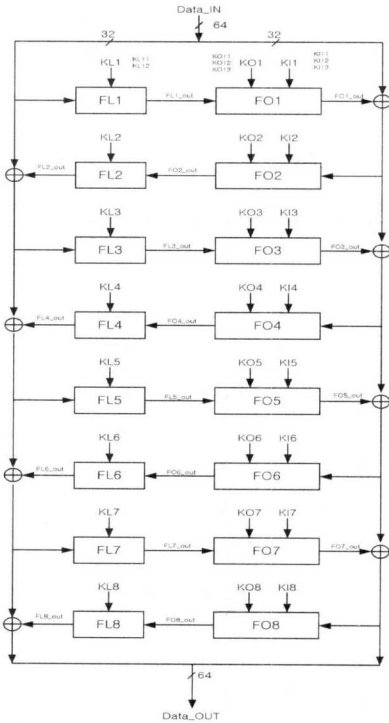 Data_IN
64
32 32
KL1 KL11 KL12 KO11 KO12 KO13 KO1 KI1 KI11 KI12 KI13
FL1 FL1_out FO1 FO1_out
KL2 KO2 KI2
FL2_out FL2 FO2_out FO2
KL3 KO3 KI3
FL3 FL3_out FO3 FO3_out
KL4 KO4 KI4
FL4_out FL4 FO4_out FO4
KL5 KO5 KI5
FL5 FL5_out FO5 FO5_out
KL6 KO6 KI6
FL6_out FL6 FO6_out FO6
KL7 KO7 KI7
FL7 FL7_out FO7 FO7_out
KL8 KO8 KI8
FL8_out FL8 FO8_out FO8
64
Data_OUT